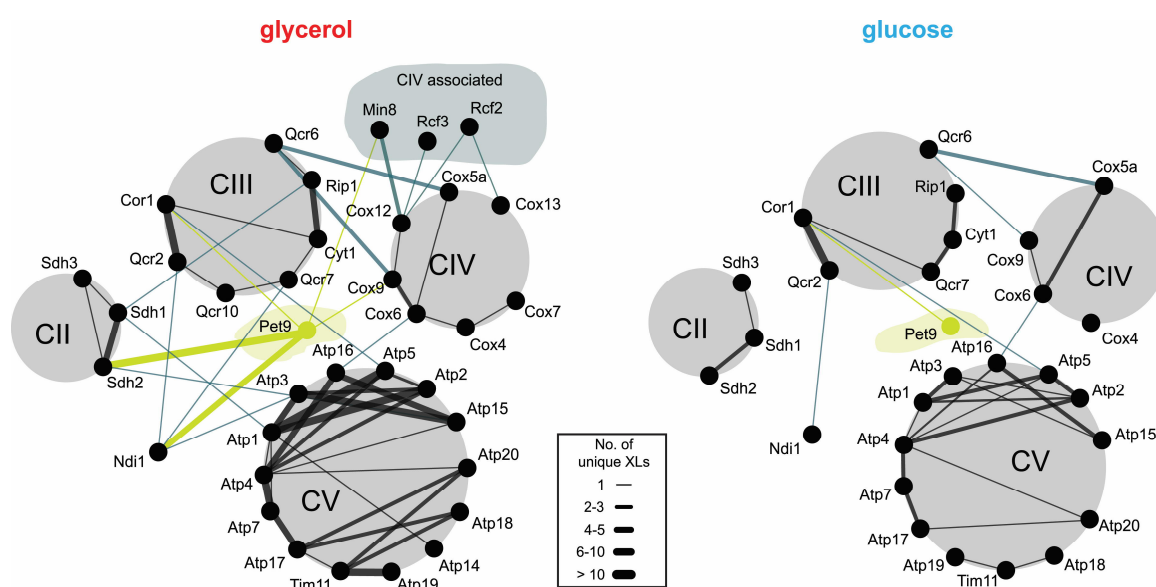 glycerol
CIV associated
Min8
Rcf3
Rcf2
Qcr6
CIII
Rip1
Cox5a
Cor1
Cox12
Cox13
Cyt1
Qcr2
CIV
Sdh3
Qcr7
Cox9
Qcr10
Sdh1
Cox6
Cox7
CII
Pet9
Cox4
Sdh2
Atp16
Atp5
Atp3
Atp2
Atp15
Atp1
Ndi1
Atp20
Atp4
CV
Atp7
Atp18
Atp17
Atp14
Tim11
Atp19
No. of
unique XLs
1
2-3
4-5
6-10
> 10
glucose
Qcr6
CIII
Cox5a
Rip1
Cor1
Cyt1
Cox9
CIV
Qcr2
Qcr7
Sdh3
Cox6
CII
Pet9
Cox4
Sdh1
Atp16
Sdh2
Atp3
Atp5
Atp1
Atp2
Atp4
Atp15
Ndi1
CV
Atp7
Atp20
Atp17
Atp19
Atp18
Tim11